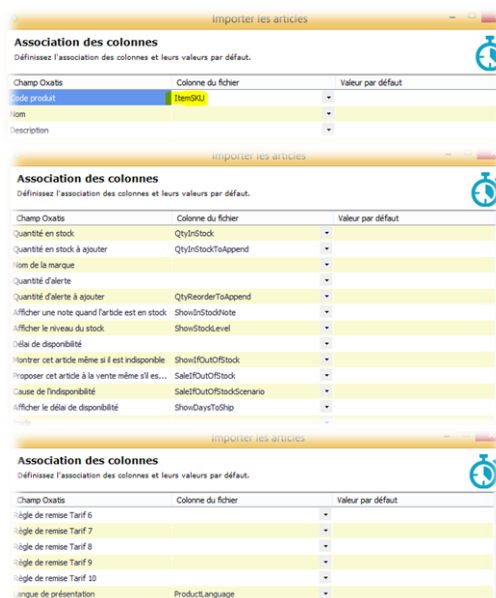 Importer les articles
Association des colonnes
Définissez l'association des colonnes et leurs valeurs par défaut.
Champ Oxatis Colonne du fichier Valeur par défaut
Code produit ItemSKU
Nom
Description
Importer les articles
Association des colonnes
Définissez l'association des colonnes et leurs valeurs par défaut.
Champ Oxatis Colonne du fichier Valeur par défaut
Quantité en stock QtyInStock
Quantité en stock à ajouter QtyInStockToAppend
Nom de la marque
Quantité d'alerte
Quantité d'alerte à ajouter QtyReorderToAppend
Afficher une note quand l'article est en stock ShowInStockNote
Afficher le niveau du stock ShowStockLevel
Délai de disponibilité
Montrer cet article même si il est indisponible ShowIfOutOfStock
Proposer cet article à la vente même s'il es... SaleIfOutOfStock
Cause de l'indisponibilité SaleIfOutOfStockScenario
Afficher le délai de disponibilité ShowDaysToShip
Importer les articles
Association des colonnes
Définissez l'association des colonnes et leurs valeurs par défaut.
Champ Oxatis Colonne du fichier Valeur par défaut
Règle de remise Tarif 6
Règle de remise Tarif 7
Règle de remise Tarif 8
Règle de remise Tarif 9
Règle de remise Tarif 10
Langue de présentation ProductLanguage